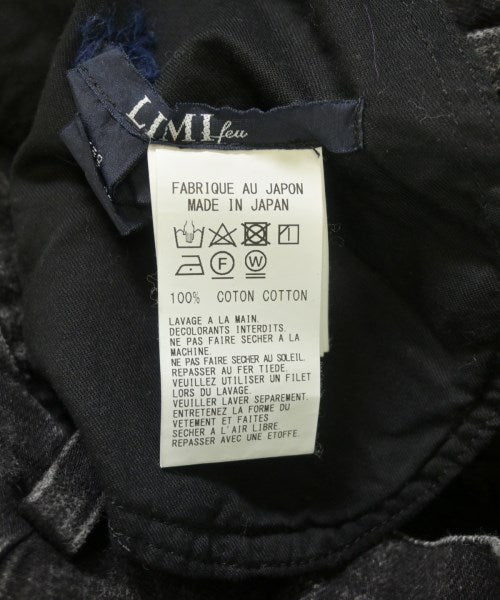 LIMI feu
FABRIQUE AU JAPON
MADE IN JAPAN
F W
100% COTON COTTON
LAVAGE A LA MAIN.
DECOLORANTS INTERDITS.
NE PAS FAIRE SECHER A LA
MACHINE.
NE PAS FAIRE SECHER AU SOLEIL.
REPASSER AU FER TIEDE.
VEUILLEZ UTILISER UN FILET
LORS DU LAVAGE.
VEUILLER LAVER SEPAREMENT.
ENTRETENEZ LA FORME DU
VETEMENT ET FAITES
SECHER A L'AIR LIBRE
REPASSER AVEC UNE ETOFFE.